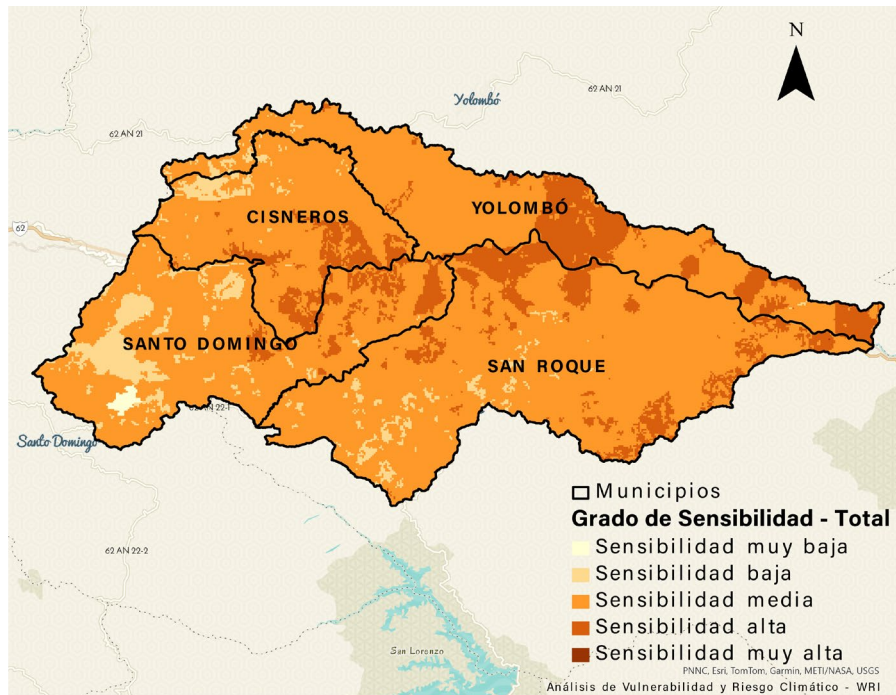 N
Yolombó
62 AN 21
62 AN 21
YOLOMBÓ
CISNEROS
62
SANTO DOMINGO
SAN ROQUE
62 AN 22-1
Santo Domingo
62 AN 22-2
San Lorenzo
Municipios
Grado de Sensibilidad - Total
Sensibilidad muy baja
Sensibilidad baja
Sensibilidad media
Sensibilidad alta
Sensibilidad muy alta
PNNC, Esri, TomTom, Garmin, METI/NASA, USGS
Análisis de Vulnerabilidad y Riesgo Climático - WRI